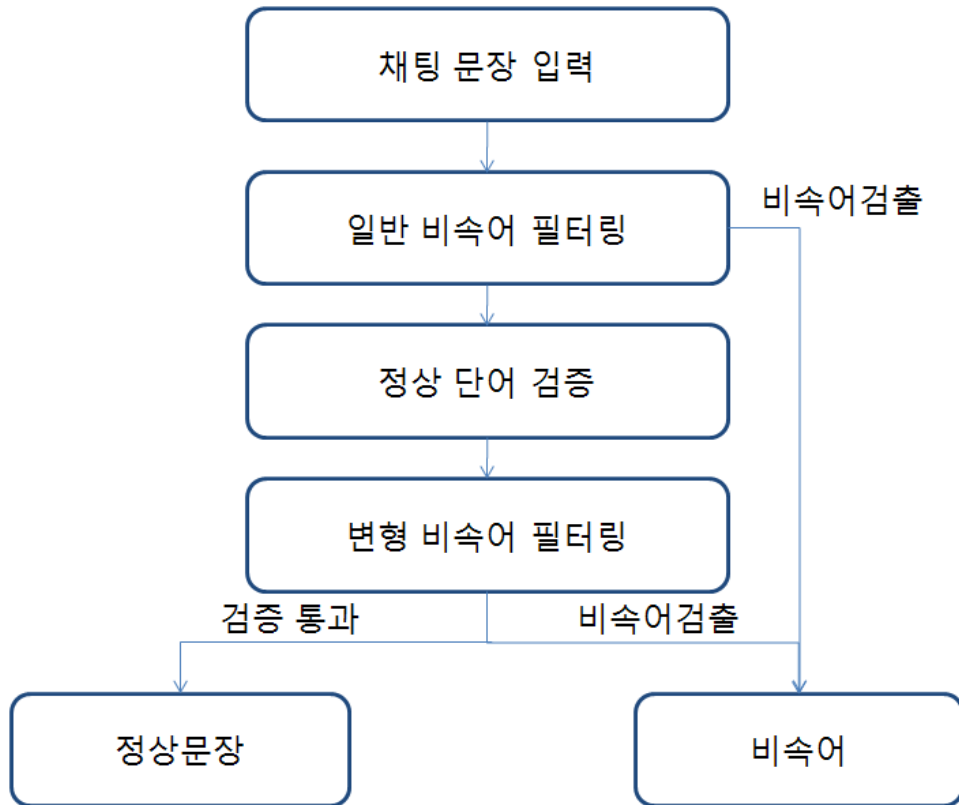 채팅 문장 입력
비속어검출
일반 비속어 필터링
정상 단어 검증
변형 비속어 필터링
검증 통과
비속어검출
정상문장
비속어